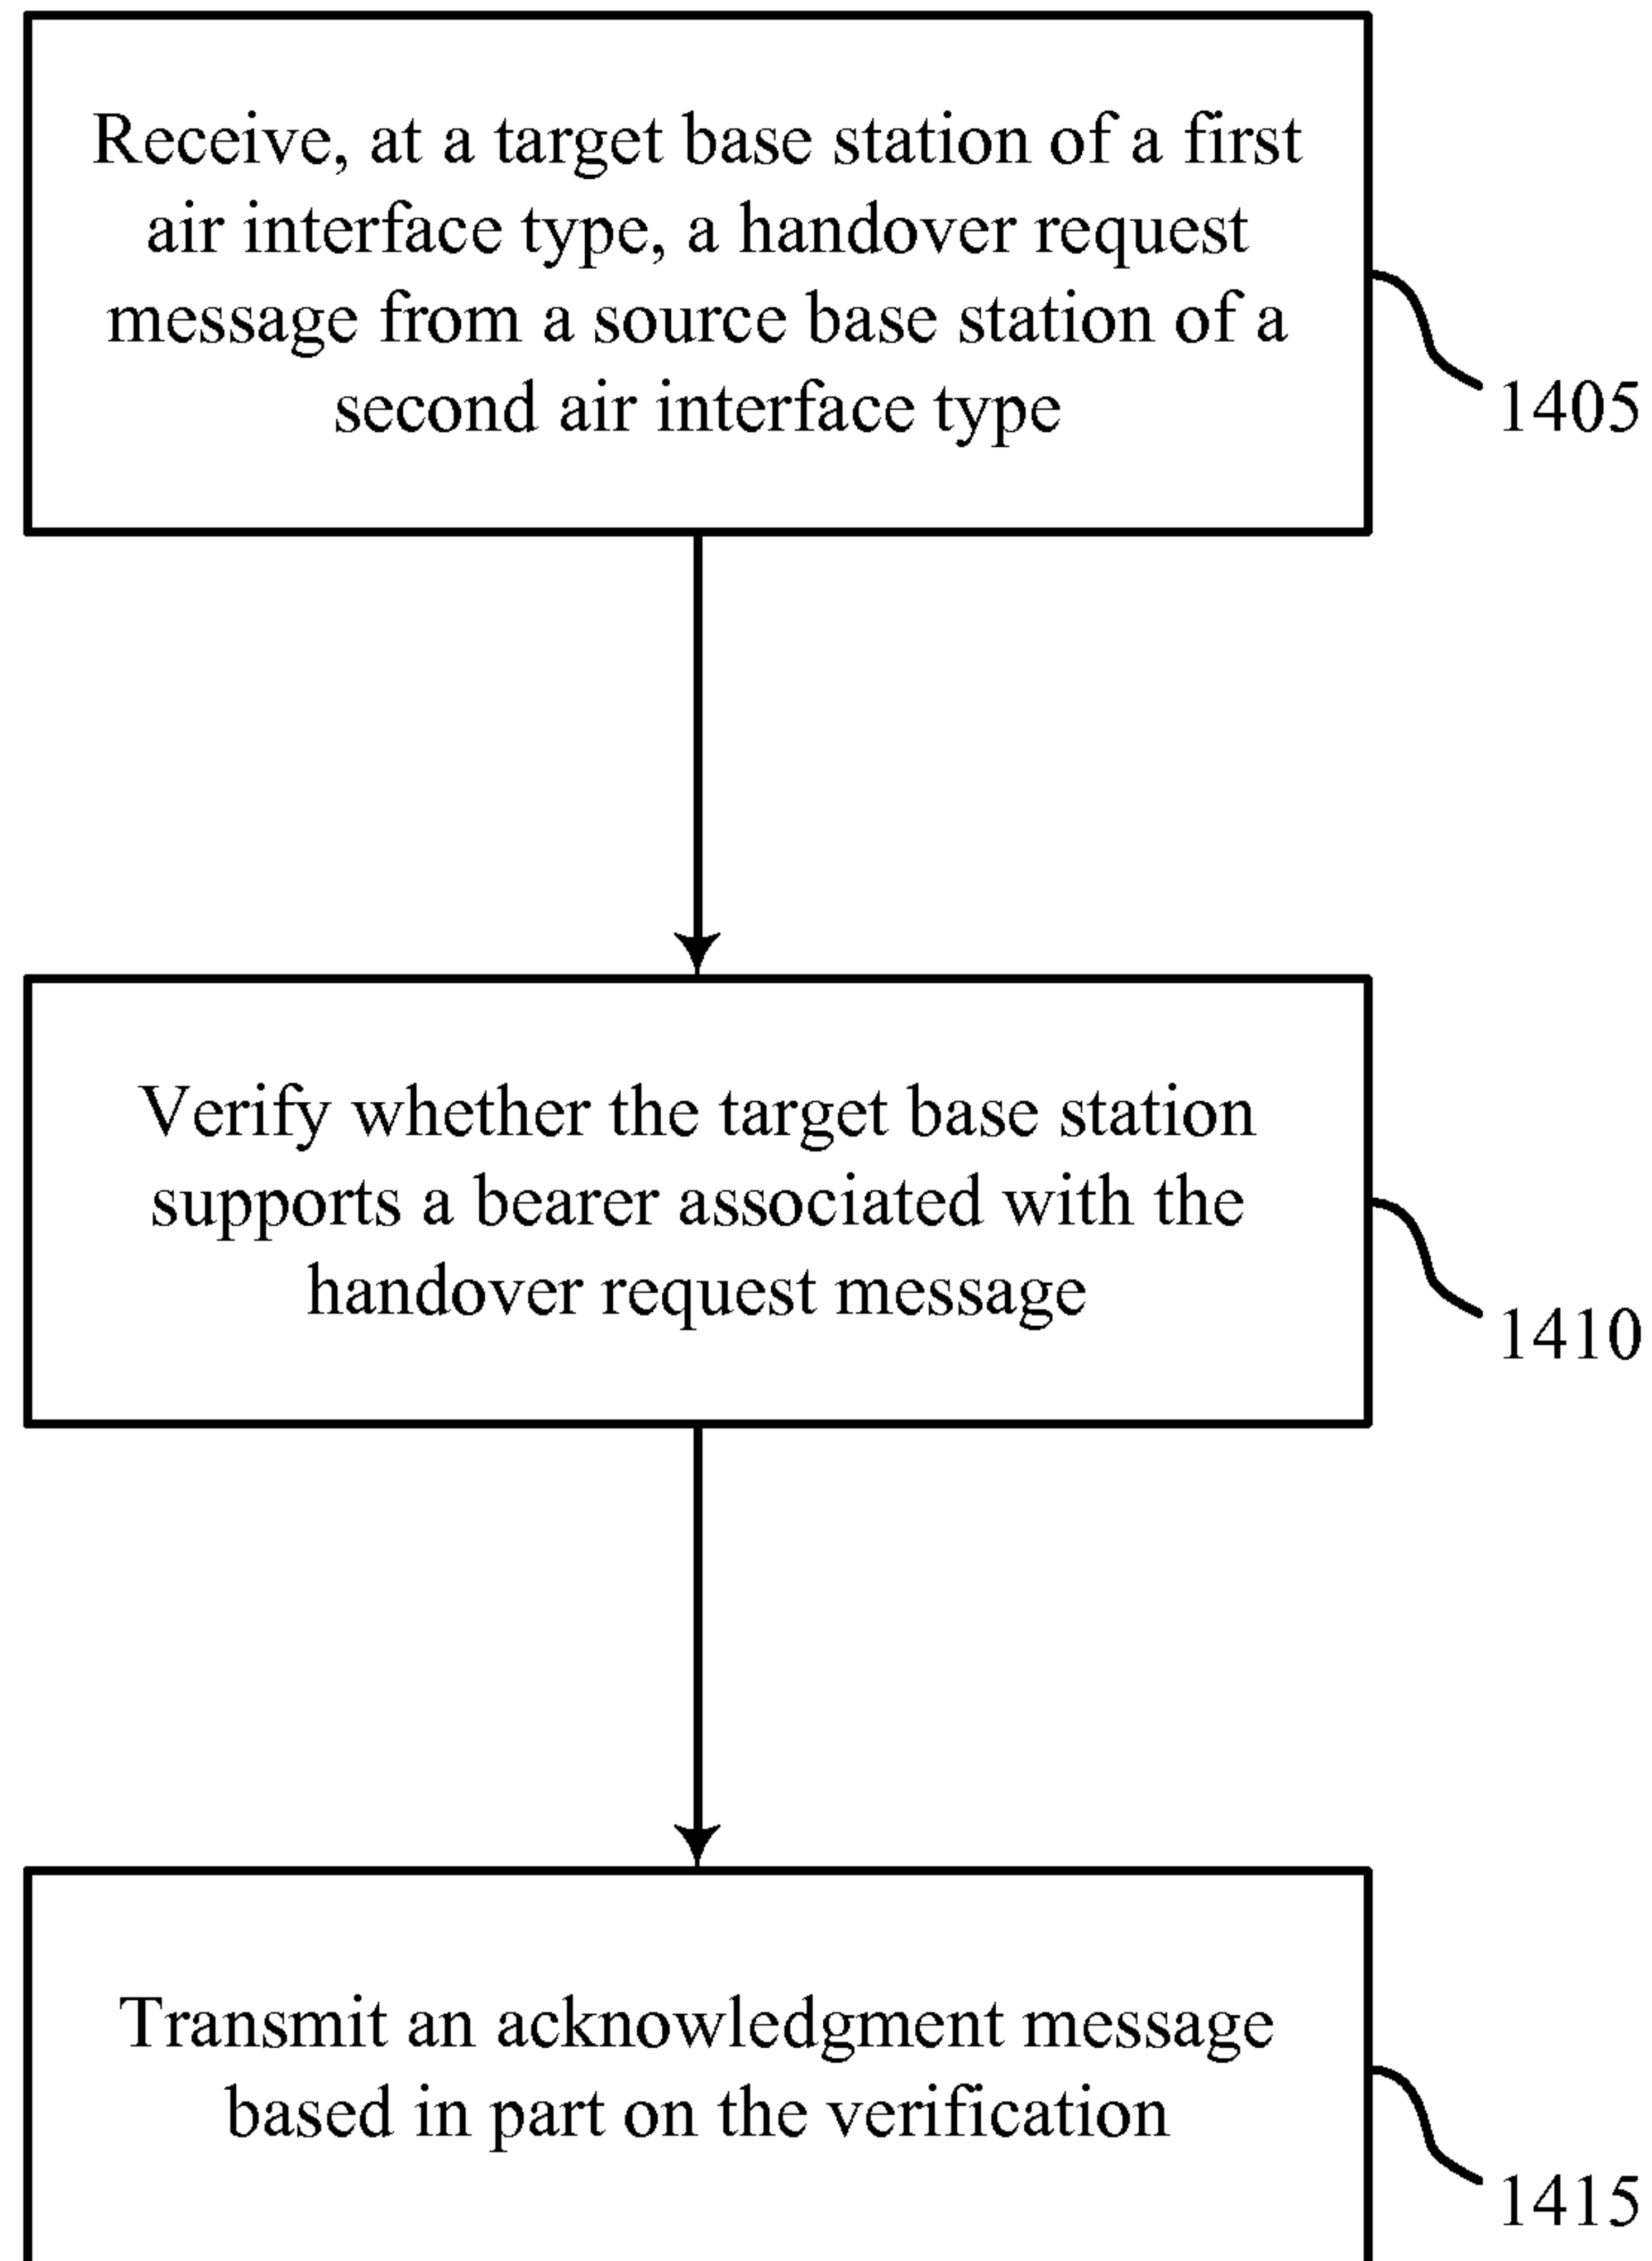 Receive, at a target base station of a first
air interface type, a handover request
message from a source base station of a
second air interface type
1405
Verify whether the target base station
supports a bearer associated with the
handover request message
1410
Transmit an acknowledgment message
based in part on the verification
1415